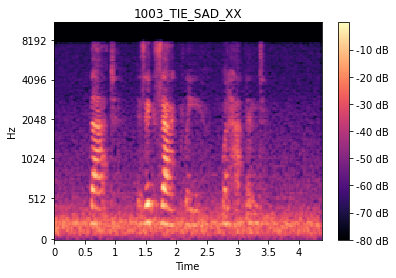 1003_TIE_SAD_XX
8192
4096
2048
1024
512
0
Hz
0 0.5 1 1.5 2 2.5 3 3.5 4
Time
-10 dB
-20 dB
-30 dB
-40 dB
-50 dB
-60 dB
-70 dB
-80 dB